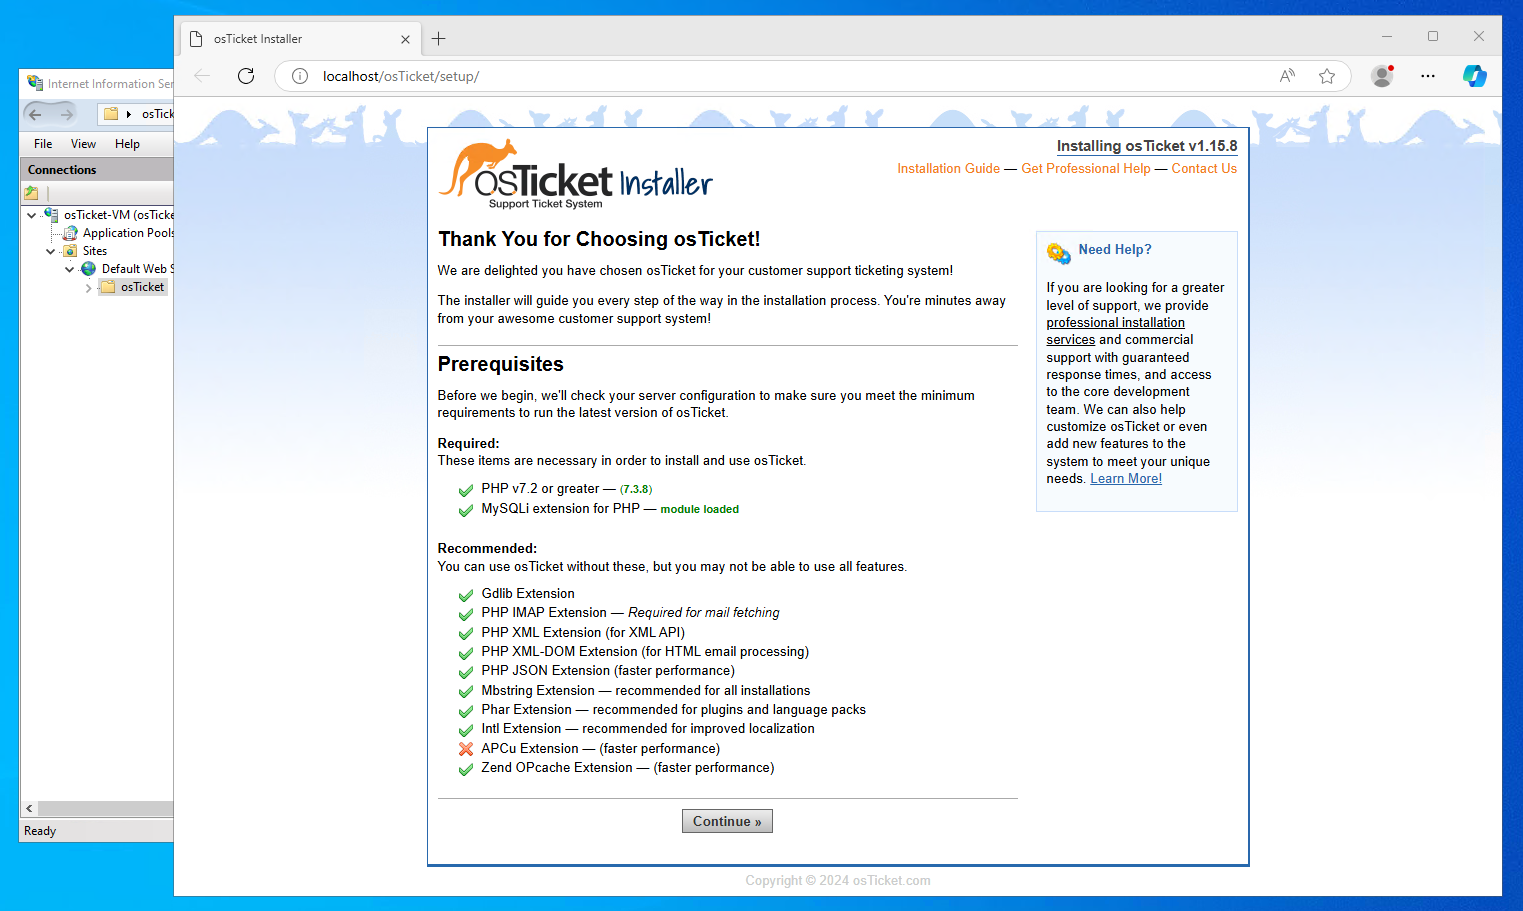 osTicket Installer
localhost/osTicket/setup/
Internet Information Ser
osTick
File View Help
Connections
osTicket-VM (osTicke
Application Pools
Sites
Default Web S
osTicket
Ready
osTicket Installer
Support Ticket System
Installing osTicket v1.15.8
Installation Guide — Get Professional Help — Contact Us
Thank You for Choosing osTicket!
We are delighted you have chosen osTicket for your customer support ticketing system!
The installer will guide you every step of the way in the installation process. You're minutes away
from your awesome customer support system!
Prerequisites
Before we begin, we'll check your server configuration to make sure you meet the minimum
requirements to run the latest version of osTicket.
Required:
These items are necessary in order to install and use osTicket.
PHP v7.2 or greater — (7.3.8)
MySQLi extension for PHP — module loaded
Recommended:
You can use osTicket without these, but you may not be able to use all features.
Gdlib Extension
PHP IMAP Extension — Required for mail fetching
PHP XML Extension (for XML API)
PHP XML-DOM Extension (for HTML email processing)
PHP JSON Extension (faster performance)
Mbstring Extension — recommended for all installations
Phar Extension — recommended for plugins and language packs
Intl Extension — recommended for improved localization
APCu Extension — (faster performance)
Zend OPcache Extension — (faster performance)
Continue »
Need Help?
If you are looking for a greater
level of support, we provide
professional installation
services and commercial
support with guaranteed
response times, and access
to the core development
team. We can also help
customize osTicket or even
add new features to the
system to meet your unique
needs. Learn More!
Copyright © 2024 osTicket.com